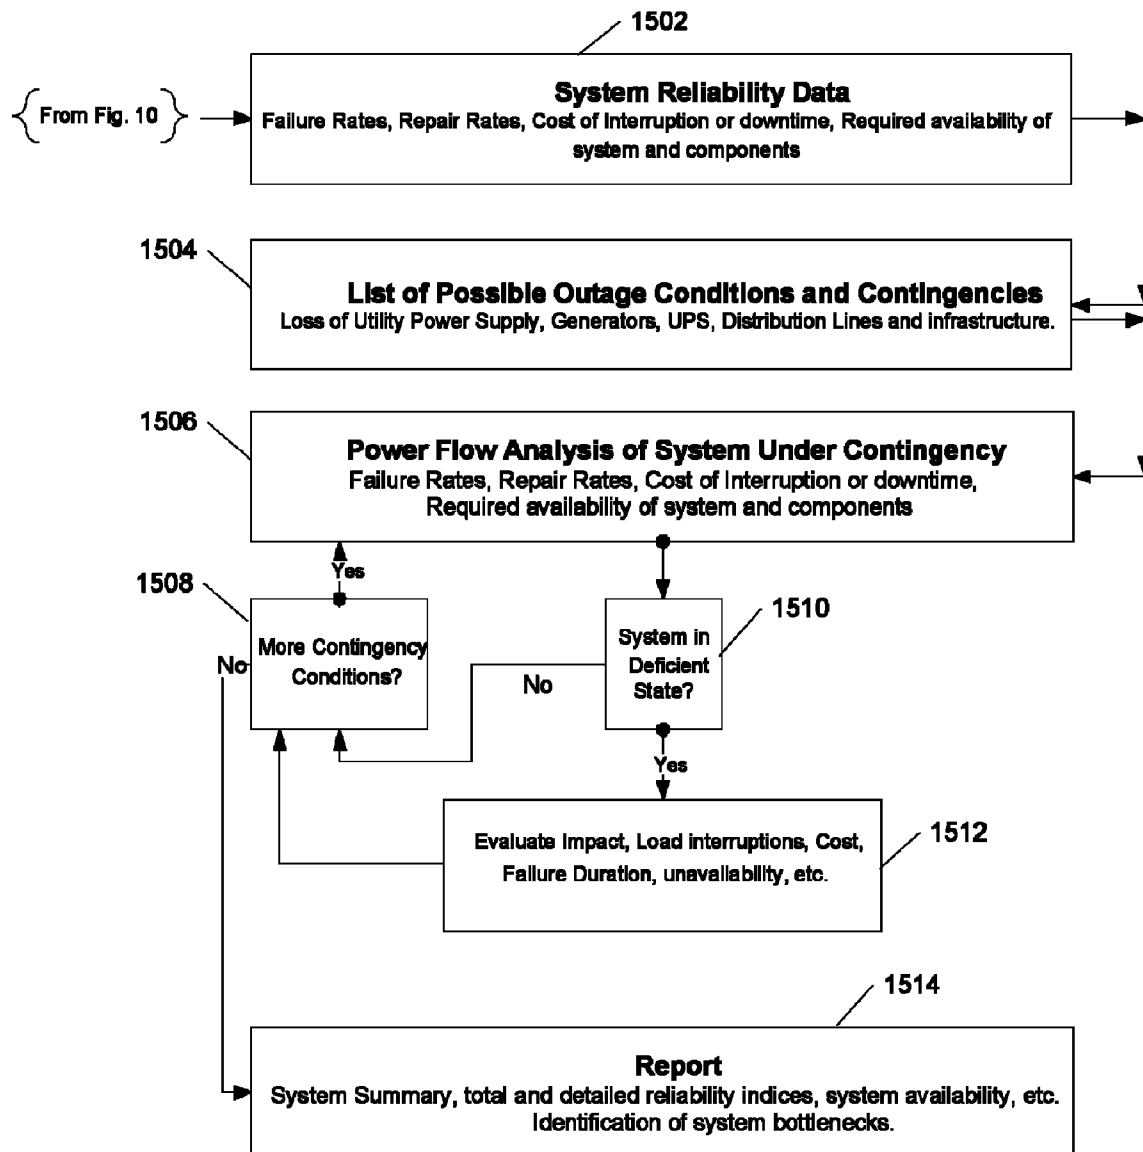 1502
System Reliability Data
From Fig. 10
Failure Rates, Repair Rates, Cost of Interruption or downtime, Required availability of
system and components
1504
List of Possible Outage Conditions and Contingencies
Loss of Utility Power Supply, Generators, UPS, Distribution Lines and infrastructure.
1506
Power Flow Analysis of System Under Contingency
Failure Rates, Repair Rates, Cost of Interruption or downtime,
Required availability of system and components
Yes
1508
More Contingency
Conditions?
No
1510
System in
Deficient
State?
No
Yes
1512
Evaluate Impact, Load interruptions, Cost,
Failure Duration, unavailability, etc.
1514
Report
System Summary, total and detailed reliability indices, system availability, etc.
Identification of system bottlenecks.